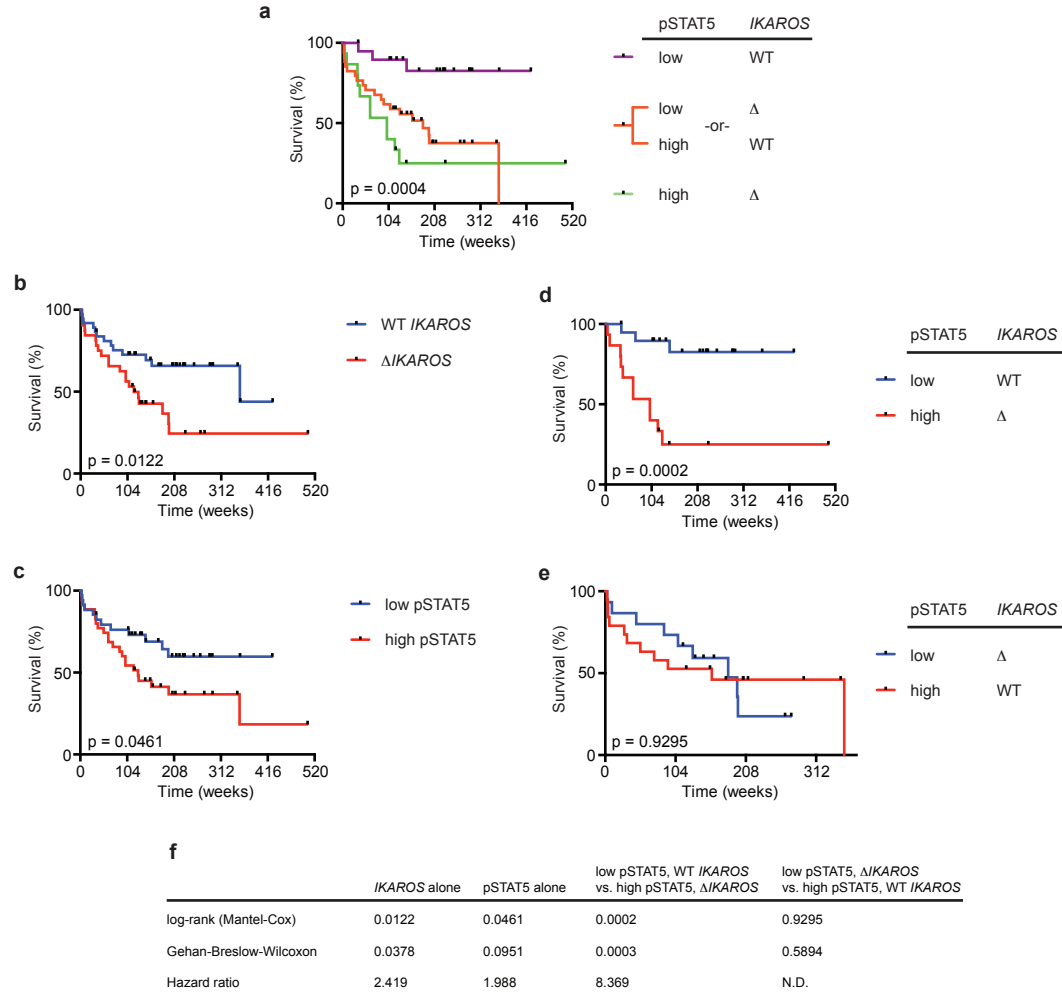 a
pSTAT5 IKAROS
low WT
low Δ
-or-
high WT
high Δ
Survival (%)
100
50
0
p = 0.0004
0 104 208 312 416 520
Time (weeks)
b
Survival (%)
100
50
0
p = 0.0122
0 104 208 312 416 520
Time (weeks)
WT IKAROS
ΔIKAROS
d
Survival (%)
100
50
0
p = 0.0002
0 104 208 312 416 520
Time (weeks)
pSTAT5 IKAROS
low WT
high Δ
c
Survival (%)
100
50
0
p = 0.0461
0 104 208 312 416 520
Time (weeks)
low pSTAT5
high pSTAT5
e
Survival (%)
100
50
0
p = 0.9295
0 104 208 312
Time (weeks)
pSTAT5 IKAROS
low Δ
high WT
f
IKAROS alone pSTAT5 alone low pSTAT5, WT IKAROS vs. high pSTAT5, ΔIKAROS low pSTAT5, ΔIKAROS vs. high pSTAT5, WT IKAROS
log-rank (Mantel-Cox) 0.0122 0.0461 0.0002 0.9295
Gehan-Breslow-Wilcoxon 0.0378 0.0951 0.0003 0.5894
Hazard ratio 2.419 1.988 8.369 N.D.